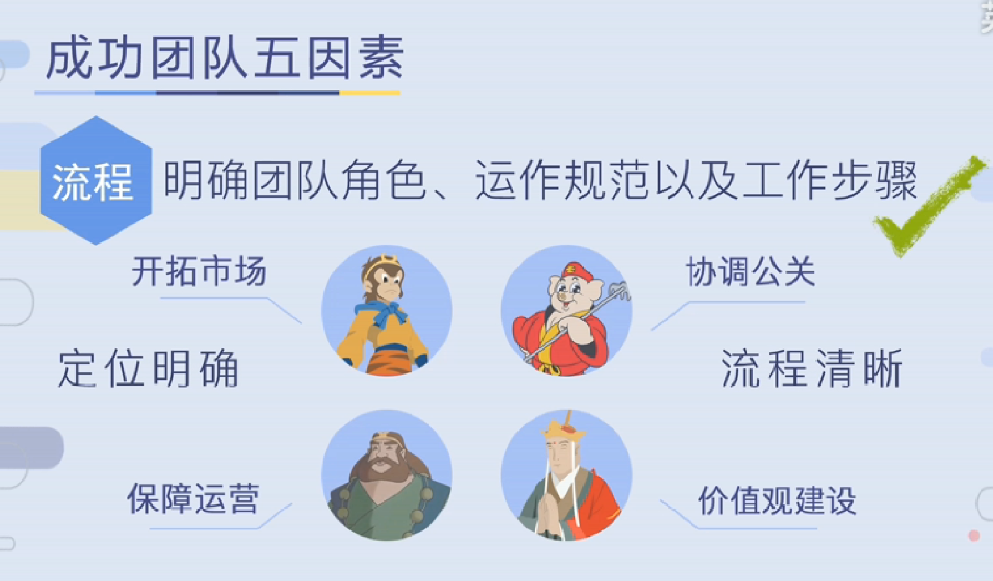 成功团队五因素
流程 明确团队角色、运作规范以及工作步骤
开拓市场
协调公关
定位明确
流程清晰
保障运营
价值观建设